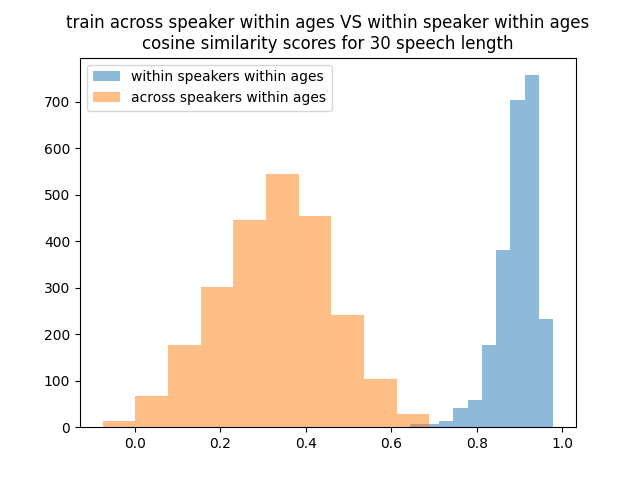 train across speaker within ages VS within speaker within ages
cosine similarity scores for 30 speech length
within speakers within ages
across speakers within ages
700
600
500
400
300
200
100
0
0.0 0.2 0.4 0.6 0.8 1.0